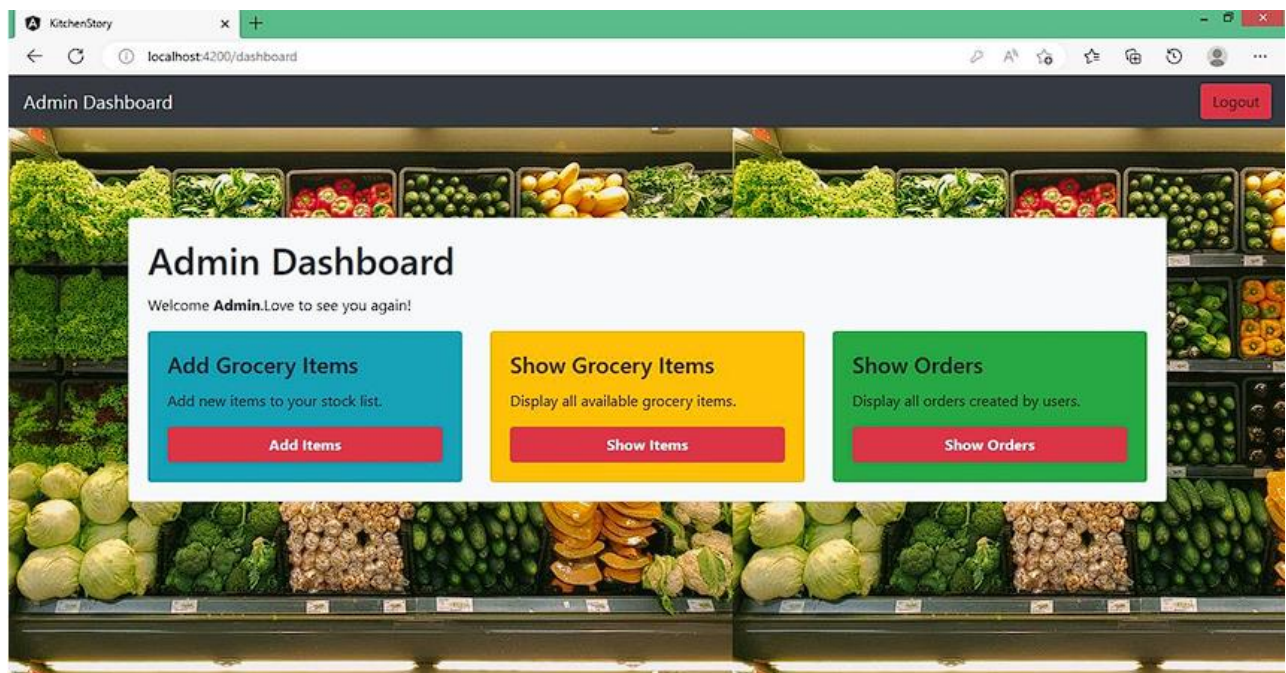 KitchenStory
localhost:4200/dashboard
Admin Dashboard
Logout
Admin Dashboard
Welcome Admin.Love to see you again!
Add Grocery Items
Add new items to your stock list.
Add Items
Show Grocery Items
Display all available grocery items.
Show Items
Show Orders
Display all orders created by users.
Show Orders